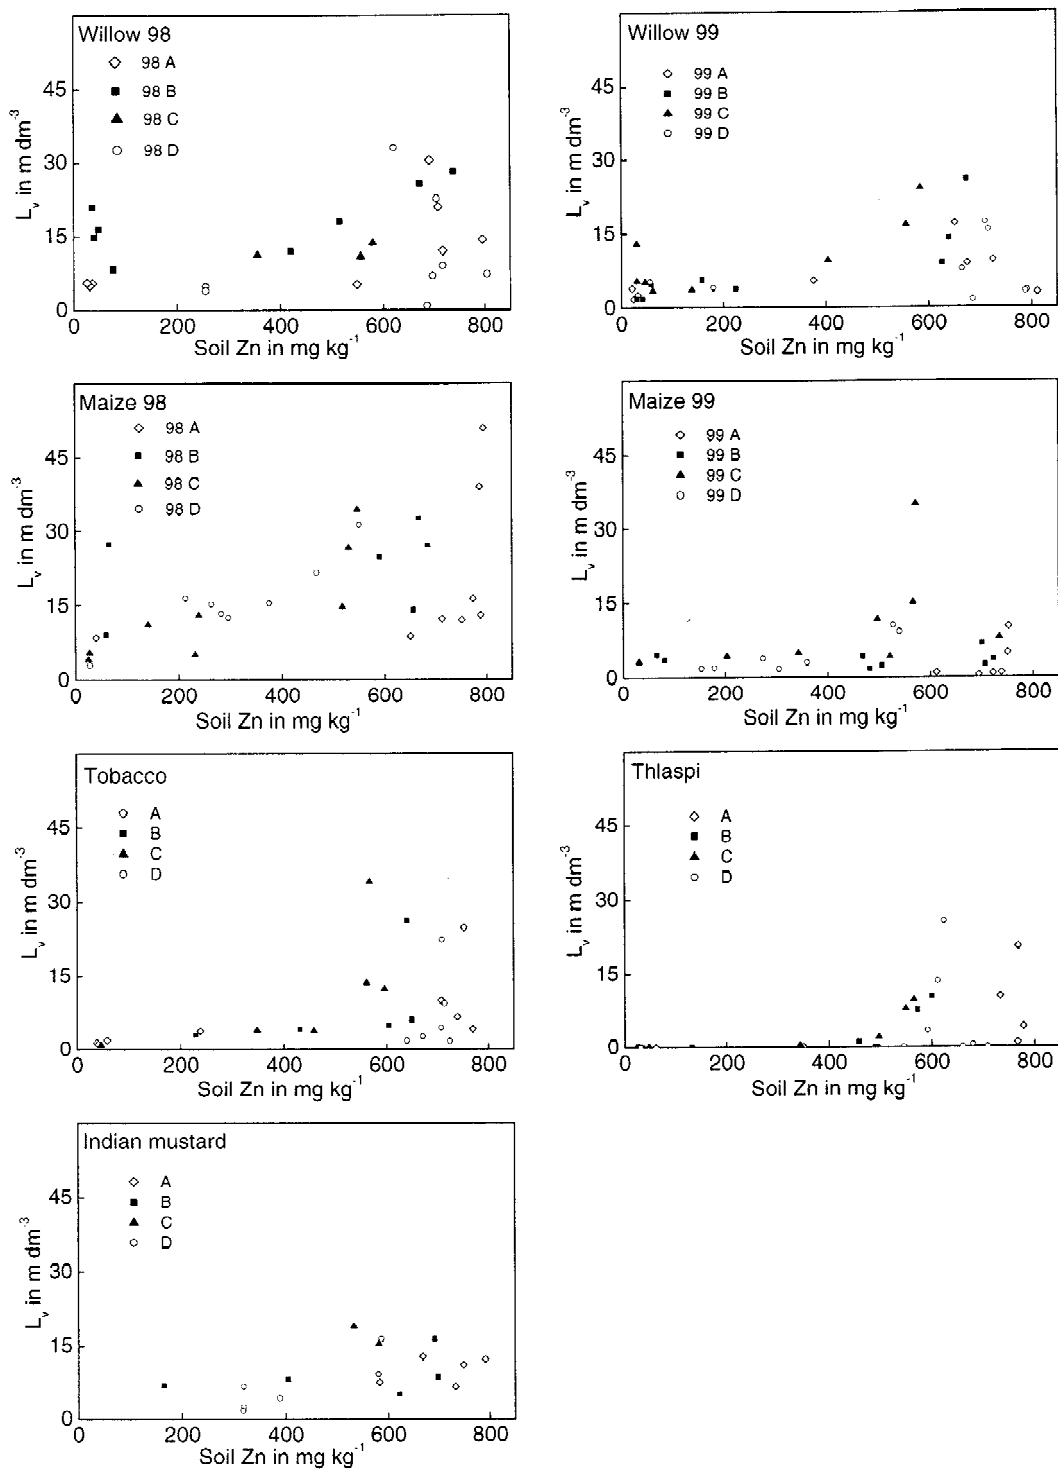 Willow 98
98 A
98 B
98 C
98 D
45
30
15
0
0
200
400
600
800
L_v in m dm⁻³
Soil Zn in mg kg⁻¹
Willow 99
99 A
99 B
99 C
99 D
45
30
15
0
0
200
400
600
800
L_v in m dm⁻³
Soil Zn in mg kg⁻¹
Maize 98
98 A
98 B
98 C
98 D
45
30
15
0
0
200
400
600
800
L_v in m dm⁻³
Soil Zn in mg kg⁻¹
Maize 99
99 A
99 B
99 C
99 D
45
30
15
0
0
200
400
600
800
L_v in m dm⁻³
Soil Zn in mg kg⁻¹
Tobacco
A
B
C
D
45
30
15
0
0
200
400
600
800
L_v in m dm⁻³
Soil Zn in mg kg⁻¹
Thlaspi
A
B
C
D
45
30
15
0
0
200
400
600
800
L_v in m dm⁻³
Soil Zn in mg kg⁻¹
Indian mustard
A
B
C
D
45
30
15
0
0
200
400
600
800
L_v in m dm⁻³
Soil Zn in mg kg⁻¹